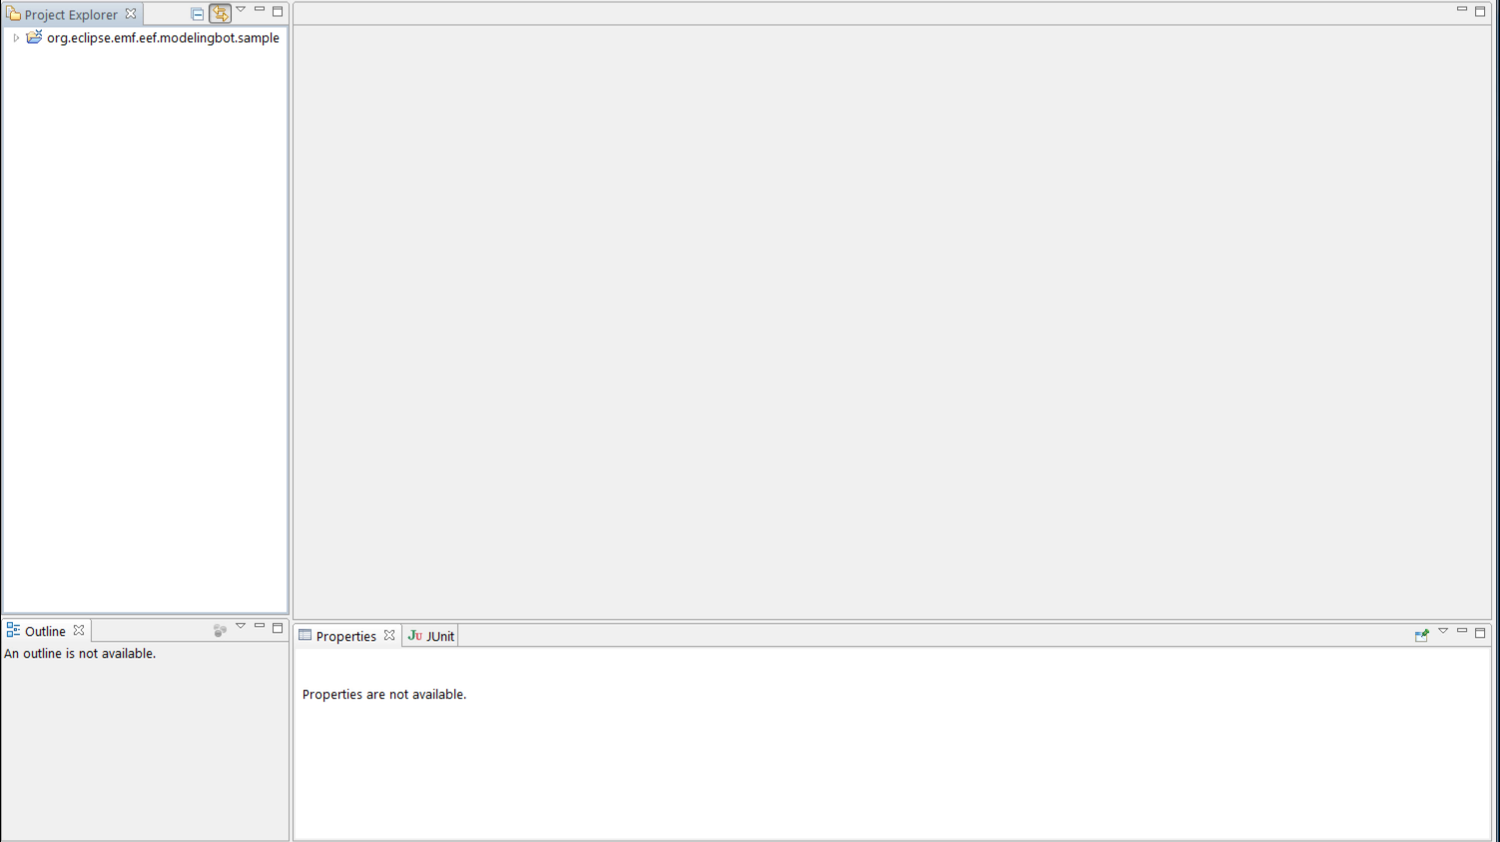 Project Explorer
org.eclipse.emf.eef.modelingbot.sample
Outline
An outline is not available.
Properties
Ju JUnit
Properties are not available.